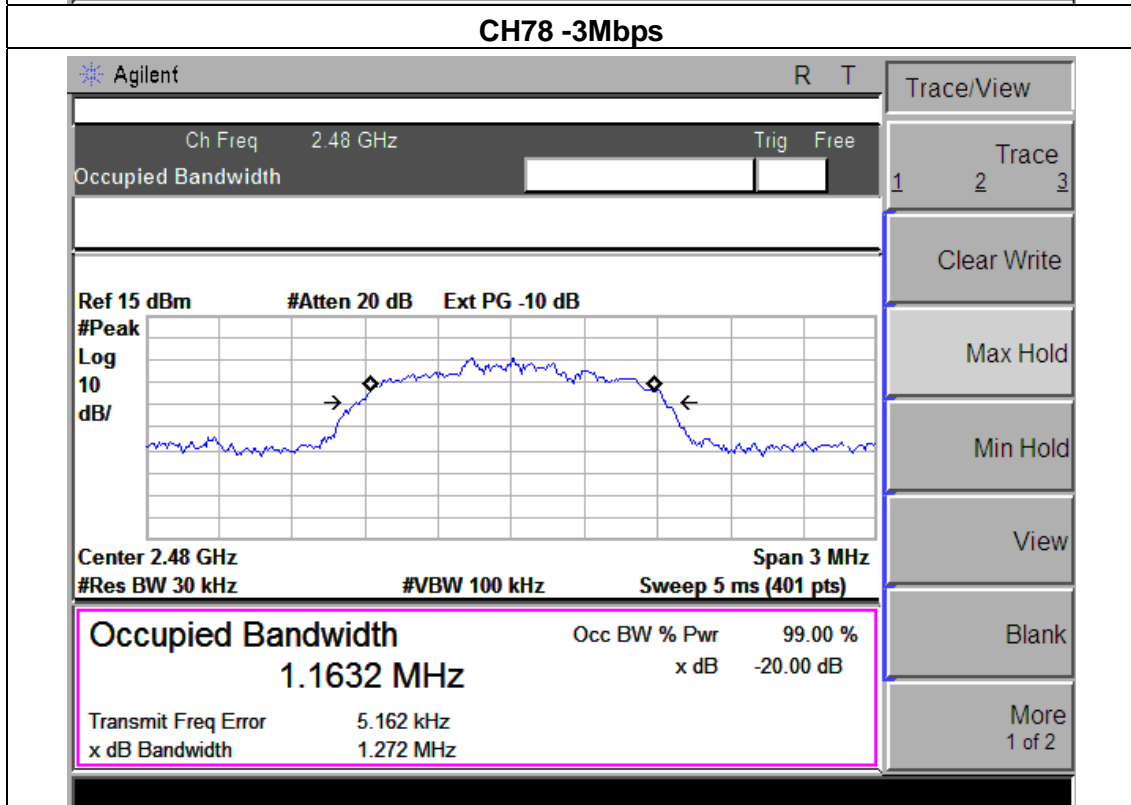 CH78 -3Mbps
Agilent R T
Ch Freq 2.48 GHz Trig Free
Occupied Bandwidth
Ref 15 dBm #Atten 20 dB Ext PG -10 dB
#Peak
Log
10
dB/
Center 2.48 GHz Span 3 MHz
#Res BW 30 kHz #VBW 100 kHz Sweep 5 ms (401 pts)
Occupied Bandwidth Occ BW % Pwr 99.00 %
1.1632 MHz x dB -20.00 dB
Transmit Freq Error 5.162 kHz
x dB Bandwidth 1.272 MHz
Trace/View
Trace
1 2 3
Clear Write
Max Hold
Min Hold
View
Blank
More
1 of 2